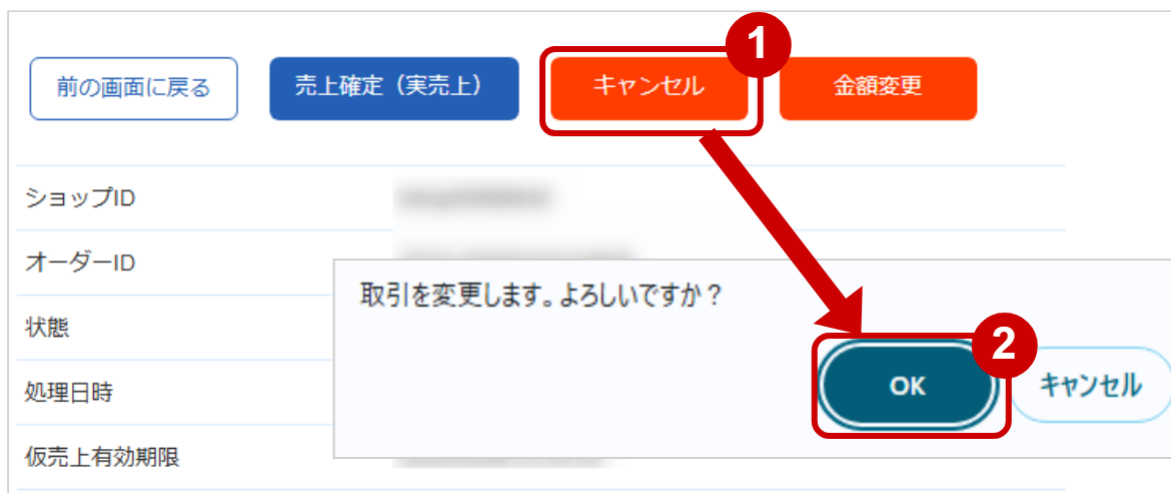 1
前の画面に戻る
売上確定（実売上）
キャンセル
金額変更
ショップID
オーダーID
取引を変更します。よろしいですか？
状態
2
OK
キャンセル
処理日時
仮売上有効期限